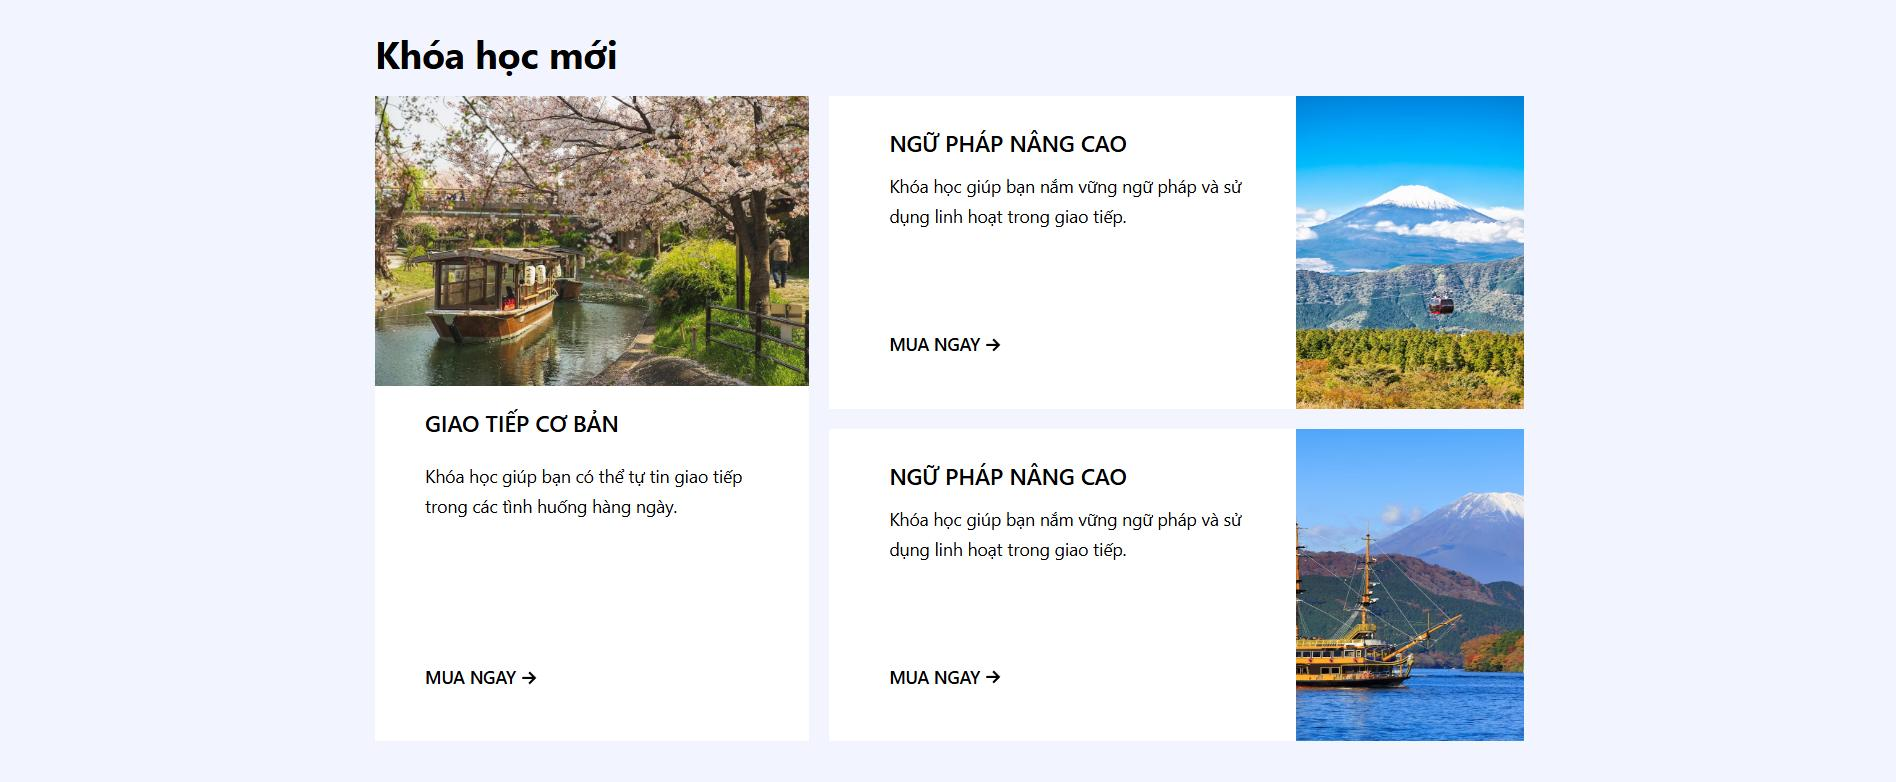 Khóa học mới
GIAO TIẾP CƠ BẢN
Khóa học giúp bạn có thể tự tin giao tiếp
trong các tình huống hàng ngày.
MUA NGAY →
NGỮ PHÁP NÂNG CAO
Khóa học giúp bạn nắm vững ngữ pháp và sử
dụng linh hoạt trong giao tiếp.
MUA NGAY →
NGỮ PHÁP NÂNG CAO
Khóa học giúp bạn nắm vững ngữ pháp và sử
dụng linh hoạt trong giao tiếp.
MUA NGAY →